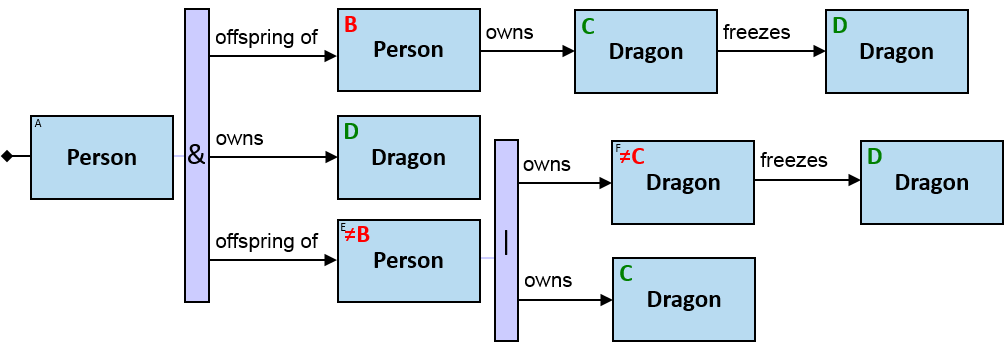 offspring of
B
Person
owns
C
Dragon
freezes
D
Dragon
A
Person
&
owns
D
Dragon
offspring of
E
≠B
Person
|
owns
F
≠C
Dragon
freezes
D
Dragon
owns
C
Dragon